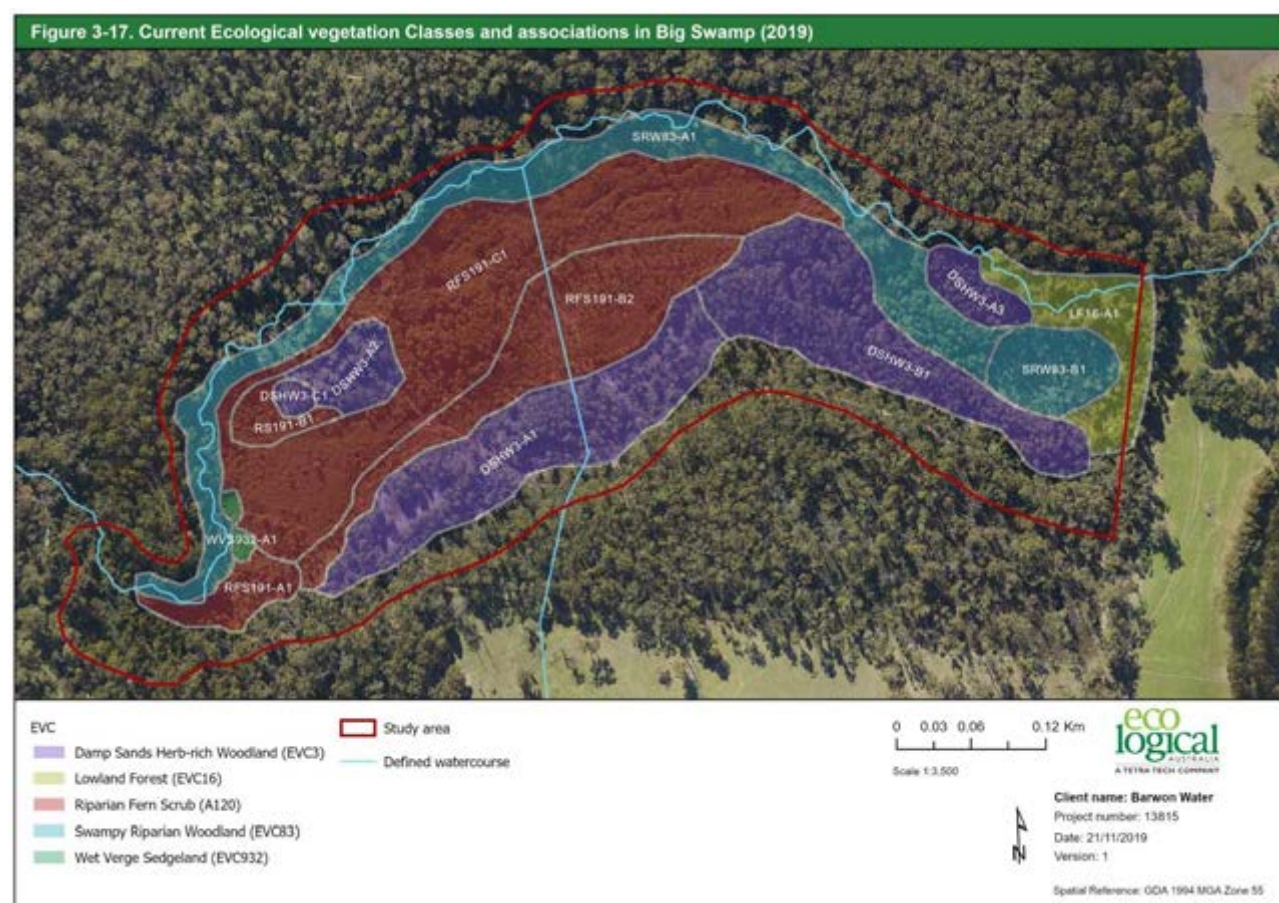 Figure 3-17. Current Ecological vegetation Classes and associations in Big Swamp (2019)
SRW83-A1
RFS191-C1
RFS191-B2
DSHW3-A3
LF16-A1
SRW83-B1
DSHW3-B1
DSHW3-A2
DSHW3-C1
RS191-B1
DSHW3-A1
WVS932-A1
RFS191-A1
EVC
Damp Sands Herb-rich Woodland (EVC3)
Lowland Forest (EVC16)
Riparian Fern Scrub (A120)
Swampy Riparian Woodland (EVC83)
Wet Verge Sedgeland (EVC932)
Study area
Defined watercourse
0 0.03 0.06 0.12 Km
Scale 1:3,500
N
eco
logical
AUSTRALIA
A TETRA TECH COMPANY
Client name: Barwon Water
Project number: 13815
Date: 21/11/2019
Version: 1
Spatial Reference: GDA 1994 MGA Zone 55